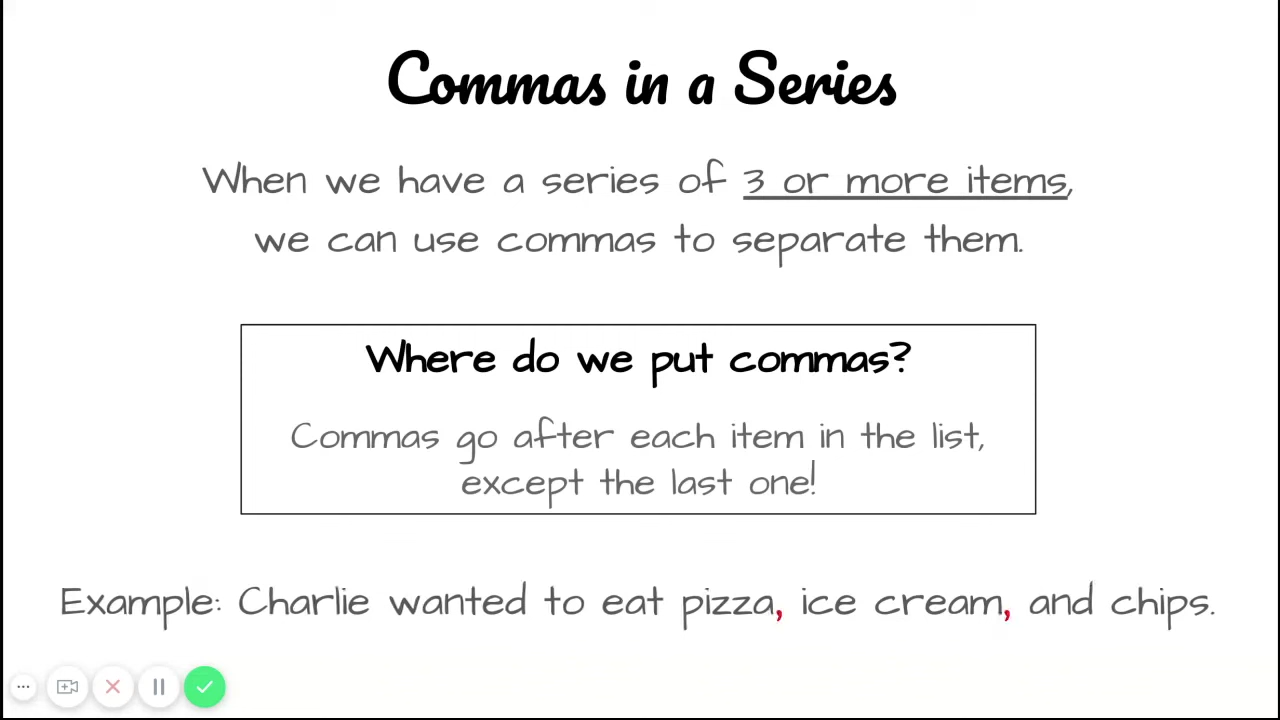 Commas in a Series
When we have a series of 3 or more items,
we can use commas to separate them.
Where do we put commas?
Commas go after each item in the list,
except the last one!
Example: Charlie wanted to eat pizza, ice cream, and chips.